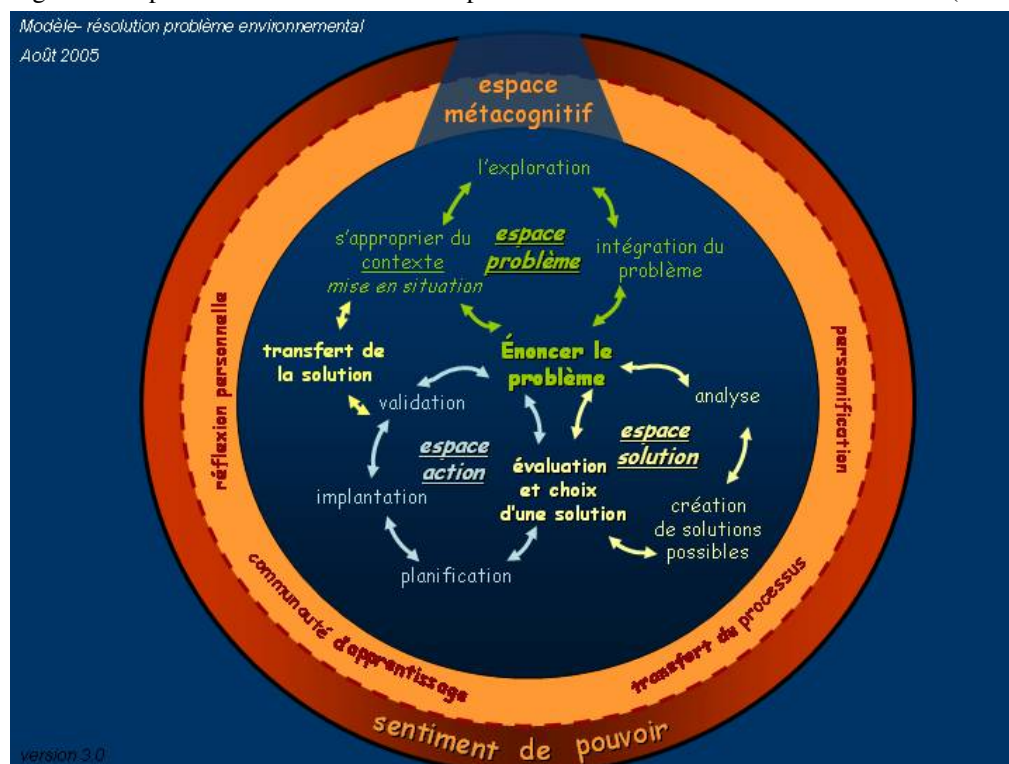 Modèle- résolution problème environnemental
Août 2005
espace
métacognitif
l'exploration
s'approprier du
contexte
mise en situation
espace
problème
intégration du
problème
transfert de
la solution
Énoncer le
problème
validation
analyse
espace
action
espace
solution
évaluation
et choix
d'une solution
implantation
création
de solutions
possibles
planification
réflexion personnelle
personnification
communauté d'apprentissage
transfert du processus
sentiment de pouvoir
version 3.0